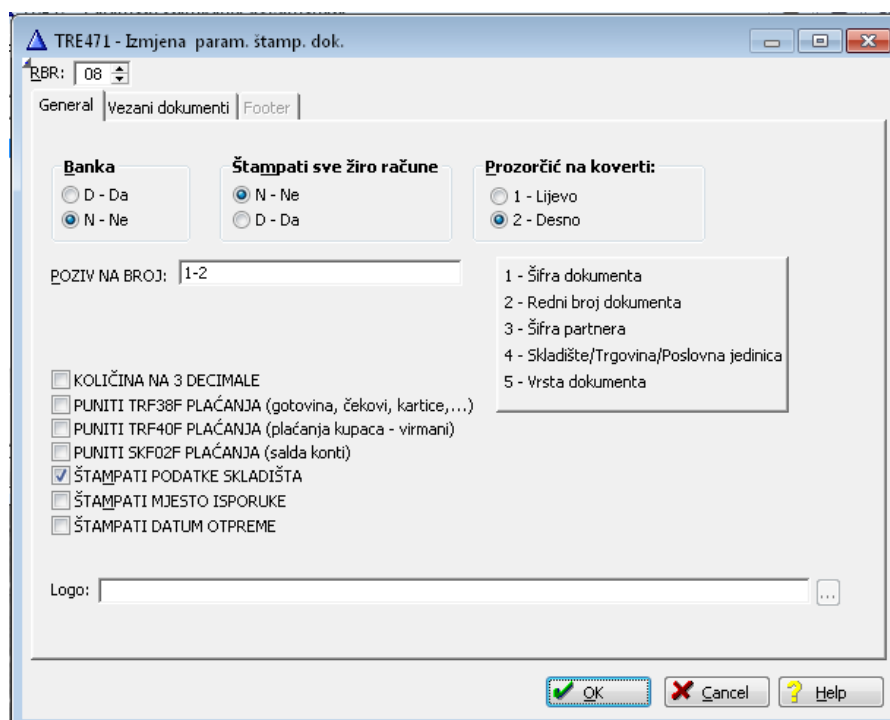 TRE471 - Izmjena param. štamp. dok.
RBR: 08
General Vezani dokumenti Footer
Banka
D - Da
N - Ne
Štampati sve žiro račune
N - Ne
D - Da
Prozorčić na koverti:
1 - Lijevo
2 - Desno
POZIV NA BROJ: 1-2
1 - Šifra dokumenta
2 - Redni broj dokumenta
3 - Šifra partnera
4 - Skladište/Trgovina/Poslovna jedinica
5 - Vrsta dokumenta
KOLIČINA NA 3 DECIMALE
PUNITI TRF38F PLAĆANJA (gotovina, čekovi, kartice,...)
PUNITI TRF40F PLAĆANJA (plaćanja kupaca - virmani)
PUNITI SKF02F PLAĆANJA (salda konti)
ŠTAMPATI PODATKE SKLADIŠTA
ŠTAMPATI MJESTO ISPORUKE
ŠTAMPATI DATUM OTPREME
Logo: ...
OK Cancel Help